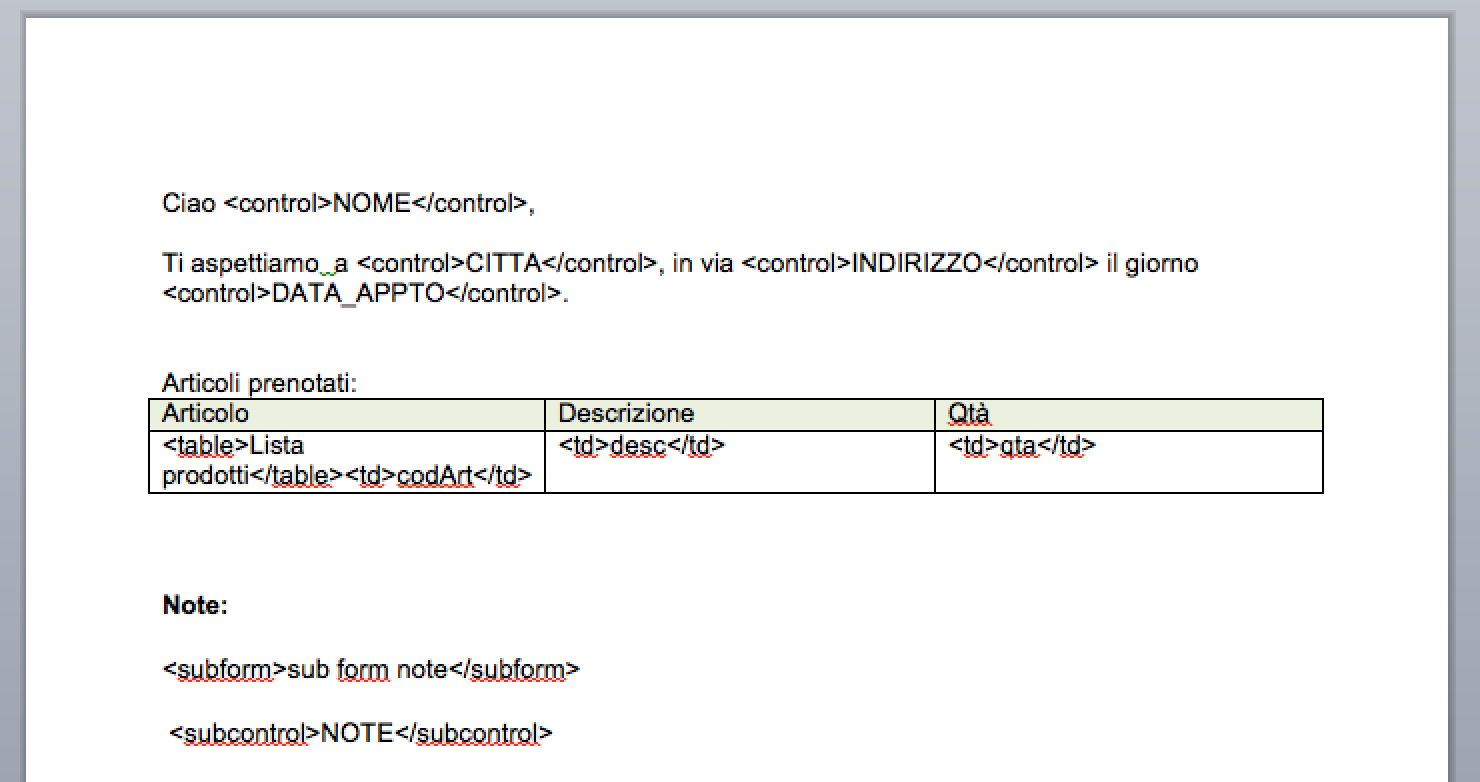 Ciao <control>NOME</control>,
Ti aspettiamo a <control>CITTA</control>, in via <control>INDIRIZZO</control> il giorno
<control>DATA_APPTO</control>.
Articoli prenotati:
Articolo Descrizione Qtà
<table>Lista <td>desc</td> <td>qta</td>
prodotti</table><td>codArt</td>
Note:
<subform>sub form note</subform>
<subcontrol>NOTE</subcontrol>